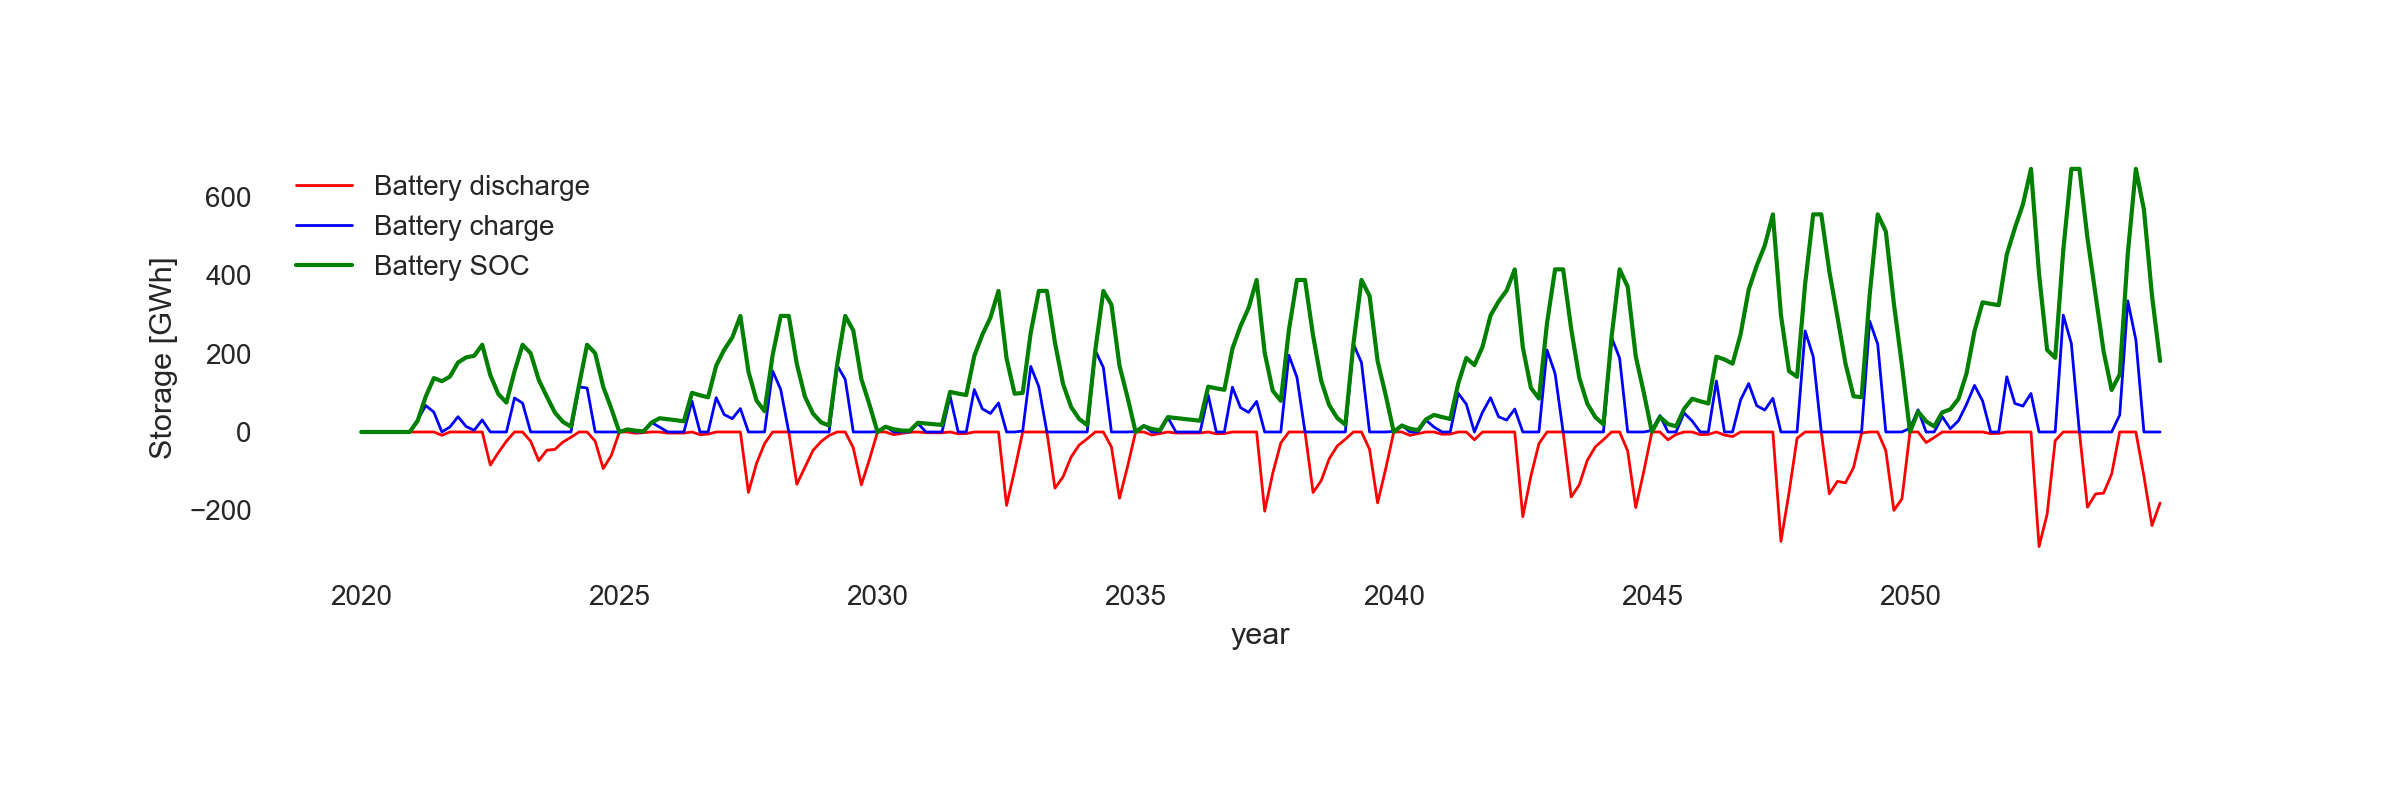 Battery discharge
Battery charge
Battery SOC
600
400
200
0
−200
Storage [GWh]
2020 2025 2030 2035 2040 2045 2050
year